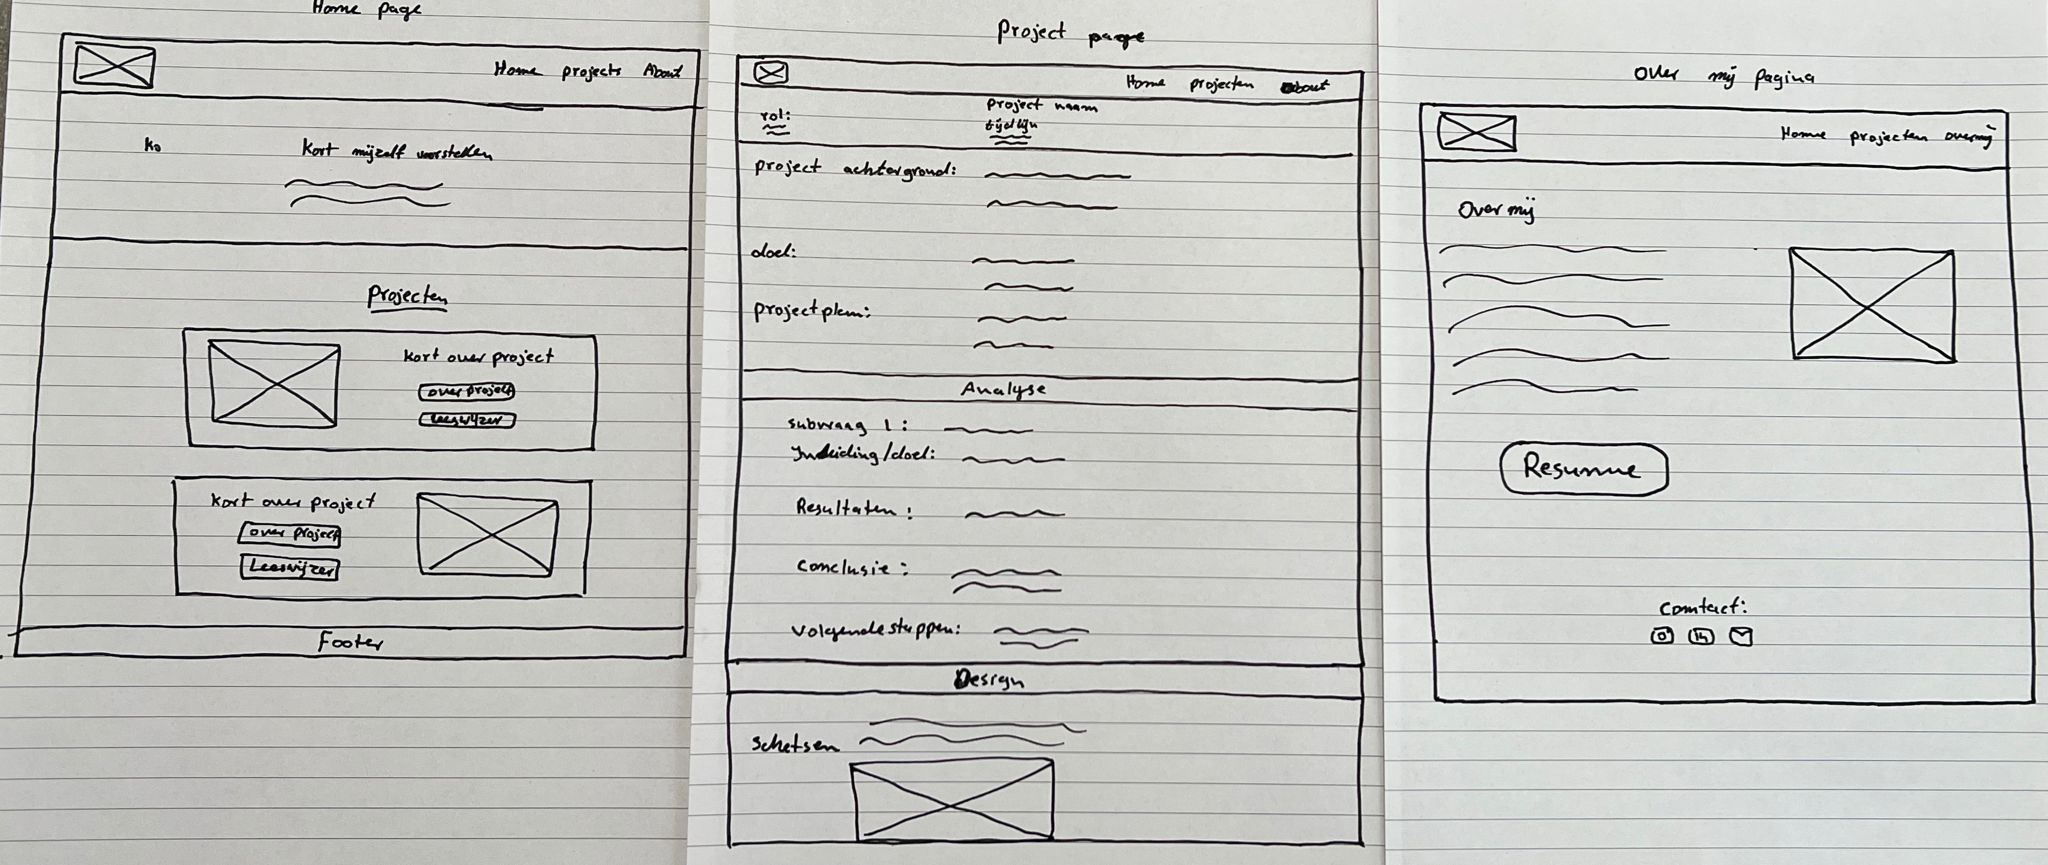 Home page
Home projects About
Ko
Kort mijzelf voorstellen
Projecten
Kort over project
over project
Leeswijzer
Kort over project
over project
Leeswijzer
Footer
Project page
Home projecten about
rol:
project naam
tijdlijn
project achtergrond:
doel:
projectplan:
Analyse
subvraag 1:
Inleiding/doel:
Resultaten:
Conclusie:
Volgende stappen:
Design
Schetsen
Over mij pagina
Home projecten over mij
Over mij
Resumue
Contact:
in